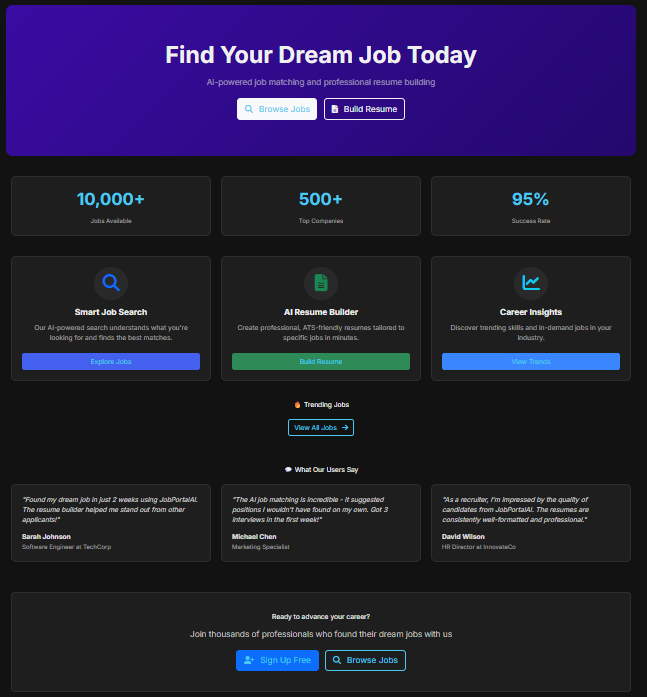 Find Your Dream Job Today
AI-powered job matching and professional resume building
Browse Jobs
Build Resume
10,000+
Jobs Available
500+
Top Companies
95%
Success Rate
Smart Job Search
Our AI-powered search understands what you're
looking for and finds the best matches.
Explore Jobs
AI Resume Builder
Create professional, ATS-friendly resumes tailored to
specific jobs in minutes.
Build Resume
Career Insights
Discover trending skills and in-demand jobs in your
industry.
View Trends
🔥 Trending Jobs
View All Jobs →
💬 What Our Users Say
"Found my dream job in just 2 weeks using JobPortalAI.
The resume builder helped me stand out from other
applicants!"
Sarah Johnson
Software Engineer at TechCorp
"The AI job matching is incredible - it suggested
positions I wouldn't have found on my own. Got 3
interviews in the first week!"
Michael Chen
Marketing Specialist
"As a recruiter, I'm impressed by the quality of
candidates from JobPortalAI. The resumes are
consistently well-formatted and professional."
David Wilson
HR Director at InnovateCo
Ready to advance your career?
Join thousands of professionals who found their dream jobs with us
Sign Up Free
Browse Jobs